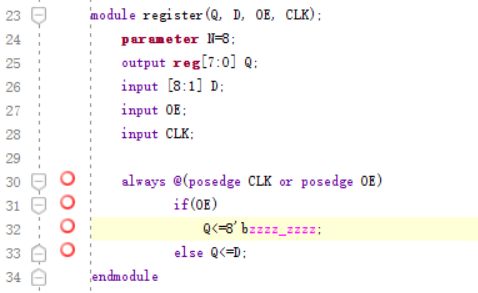 23 module register(Q, D, OE, CLK);
24 parameter N=8;
25 output reg[7:0] Q;
26 input [8:1] D;
27 input OE;
28 input CLK;
29
30 always @(posedge CLK or posedge OE)
31 if(OE)
32 Q<=8'bzzzz_zzzz;
33 else Q<=D;
34 endmodule